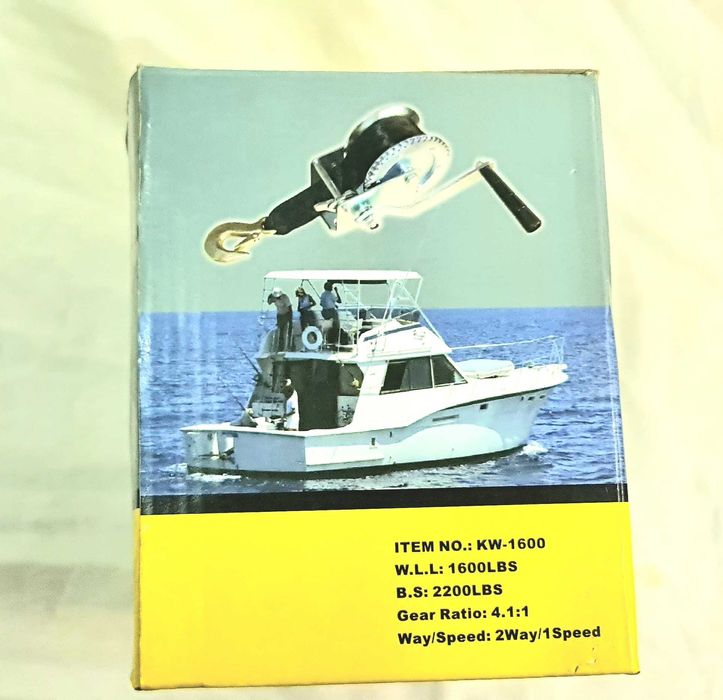 ITEM NO.: KW-1600
W.L.L: 1600LBS
B.S: 2200LBS
Gear Ratio: 4.1:1
Way/Speed: 2Way/1Speed